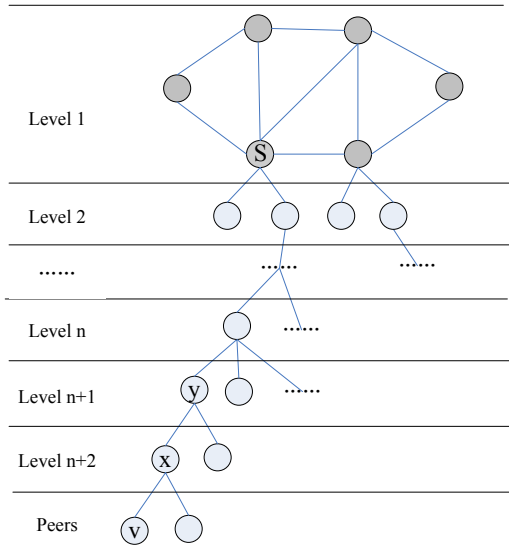 Level 1
S
Level 2
......
......
......
Level n
......
Level n+1
y
......
Level n+2
x
Peers
v